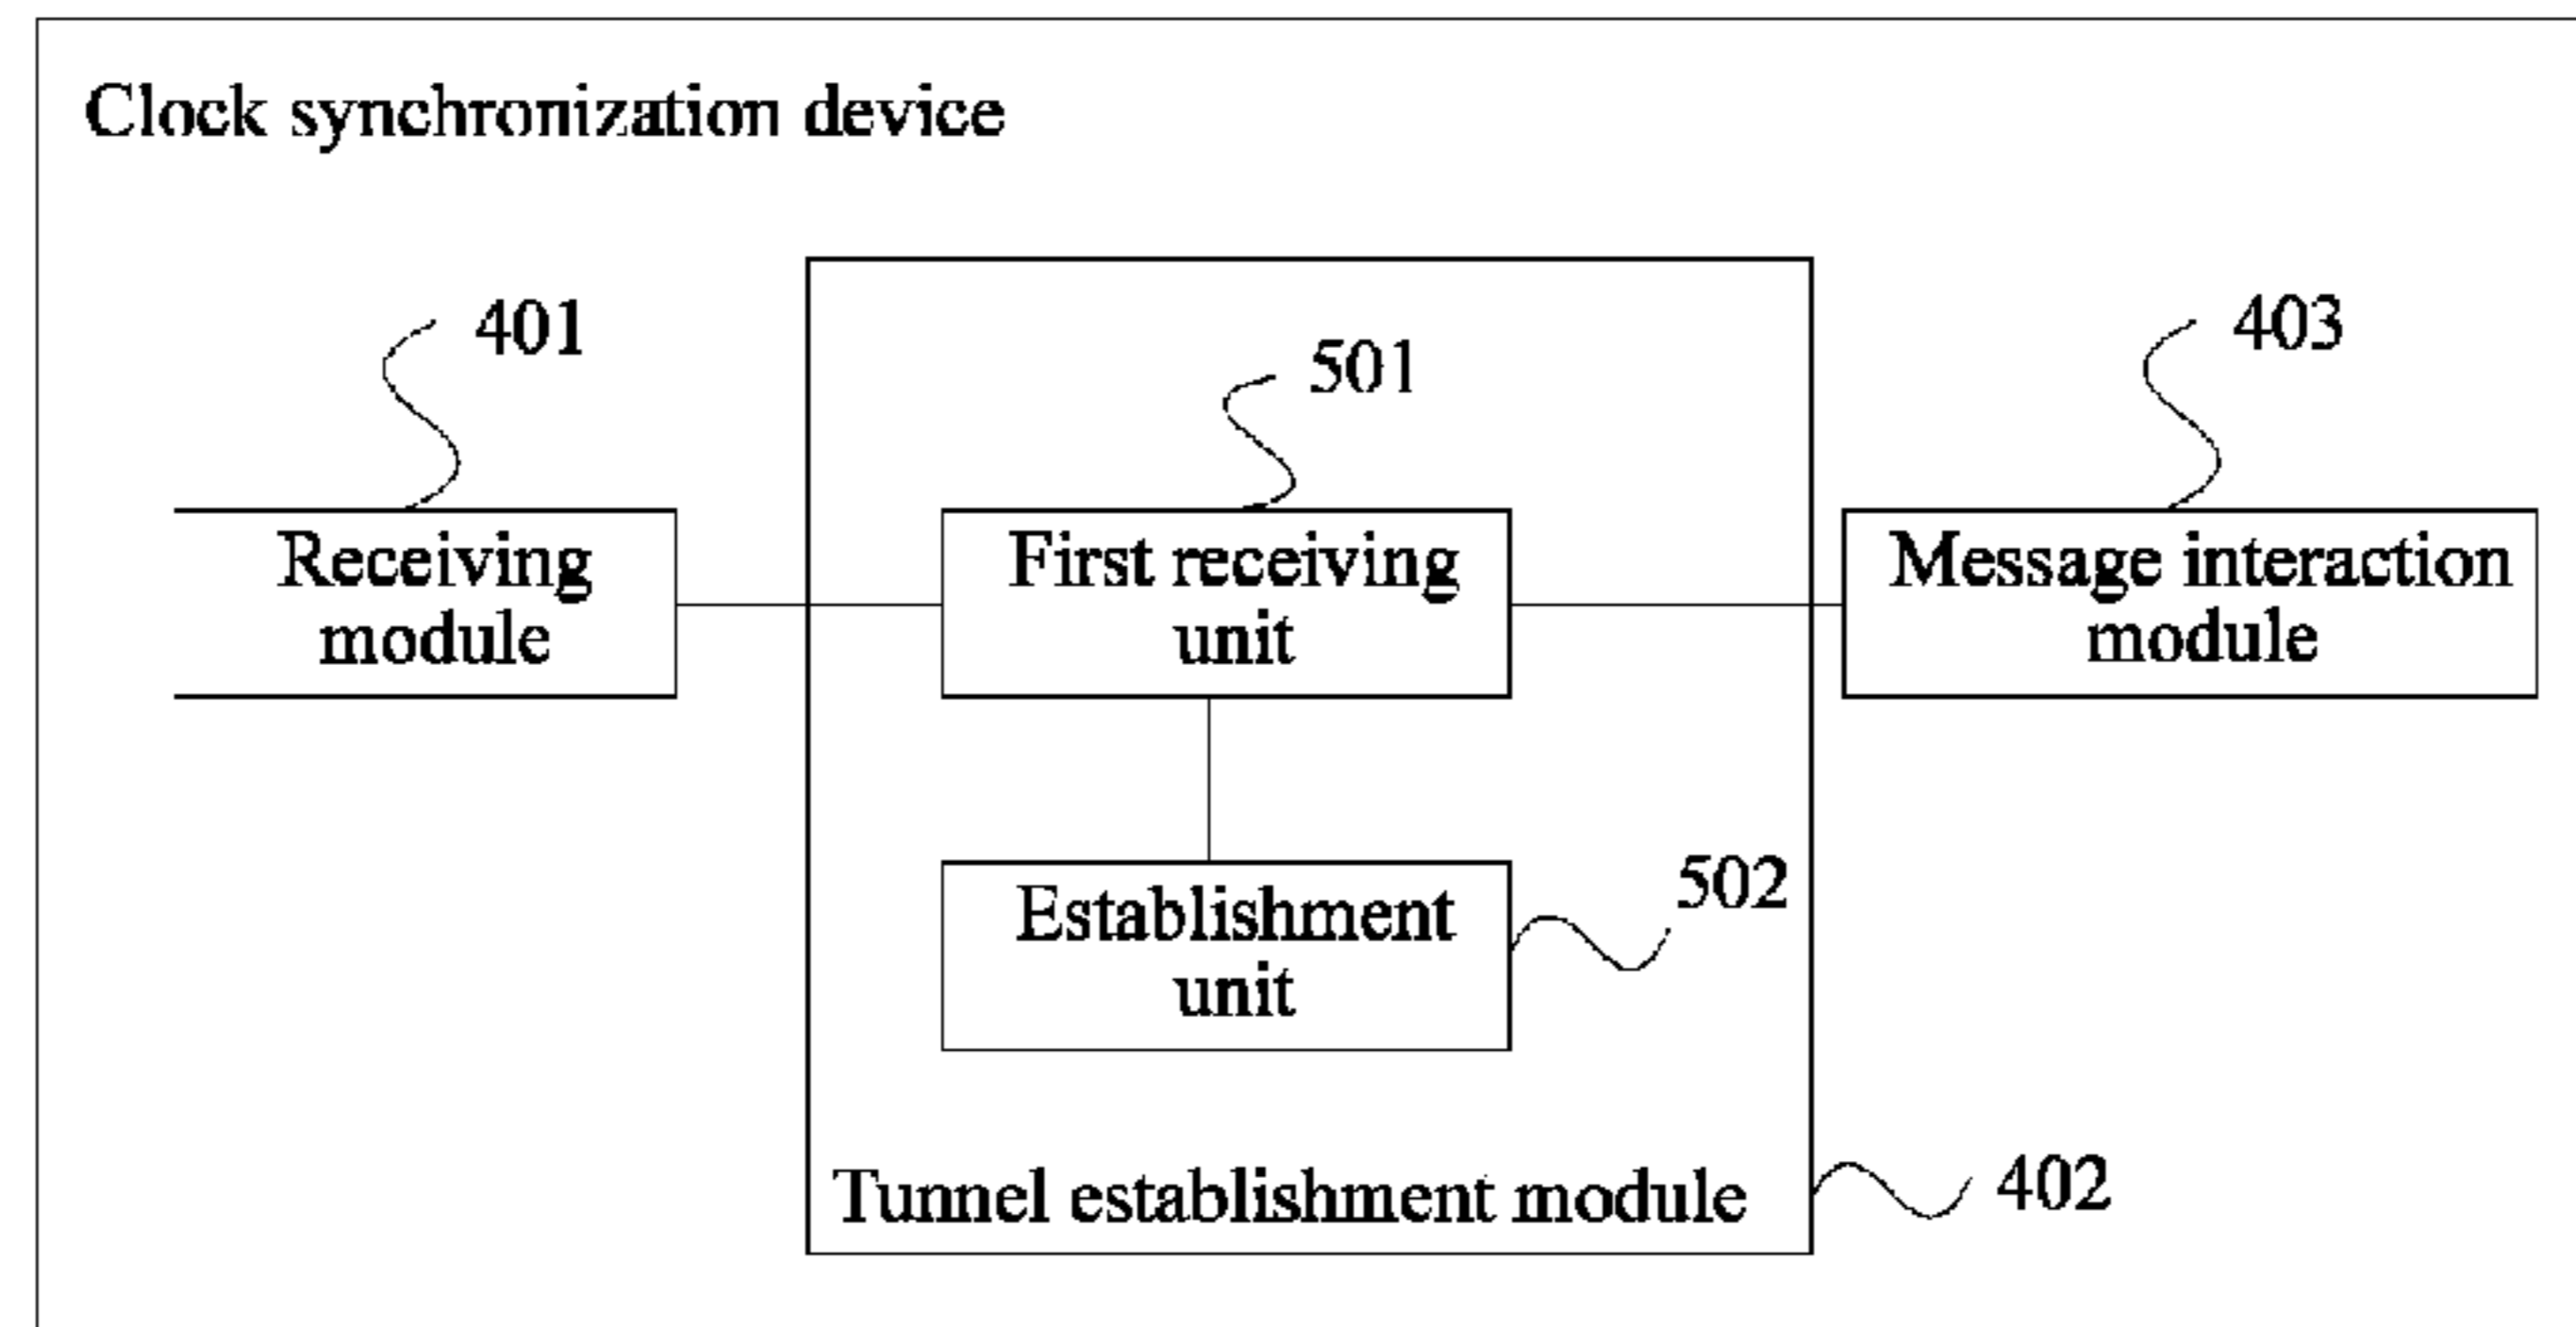 Clock synchronization device
401
501
403
Receiving
module
First receiving
unit
Message interaction
module
Establishment
unit
502
Tunnel establishment module
402